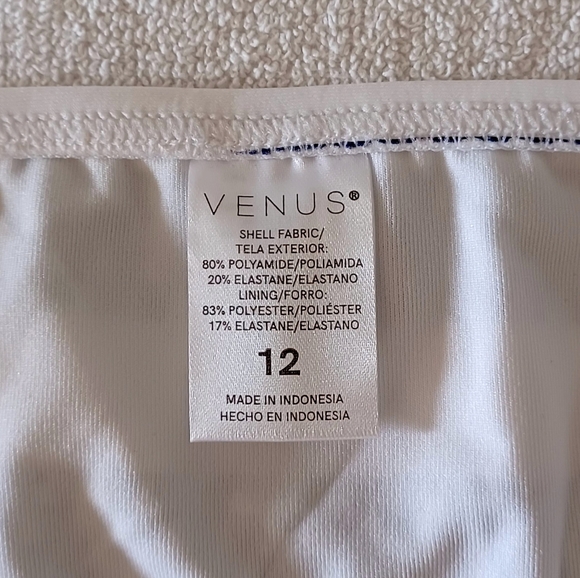 VENUS®
SHELL FABRIC/
TELA EXTERIOR:
80% POLYAMIDE/POLIAMIDA
20% ELASTANE/ELASTANO
LINING/FORRO:
83% POLYESTER/POLIÉSTER
17% ELASTANE/ELASTANO
12
MADE IN INDONESIA
HECHO EN INDONESIA